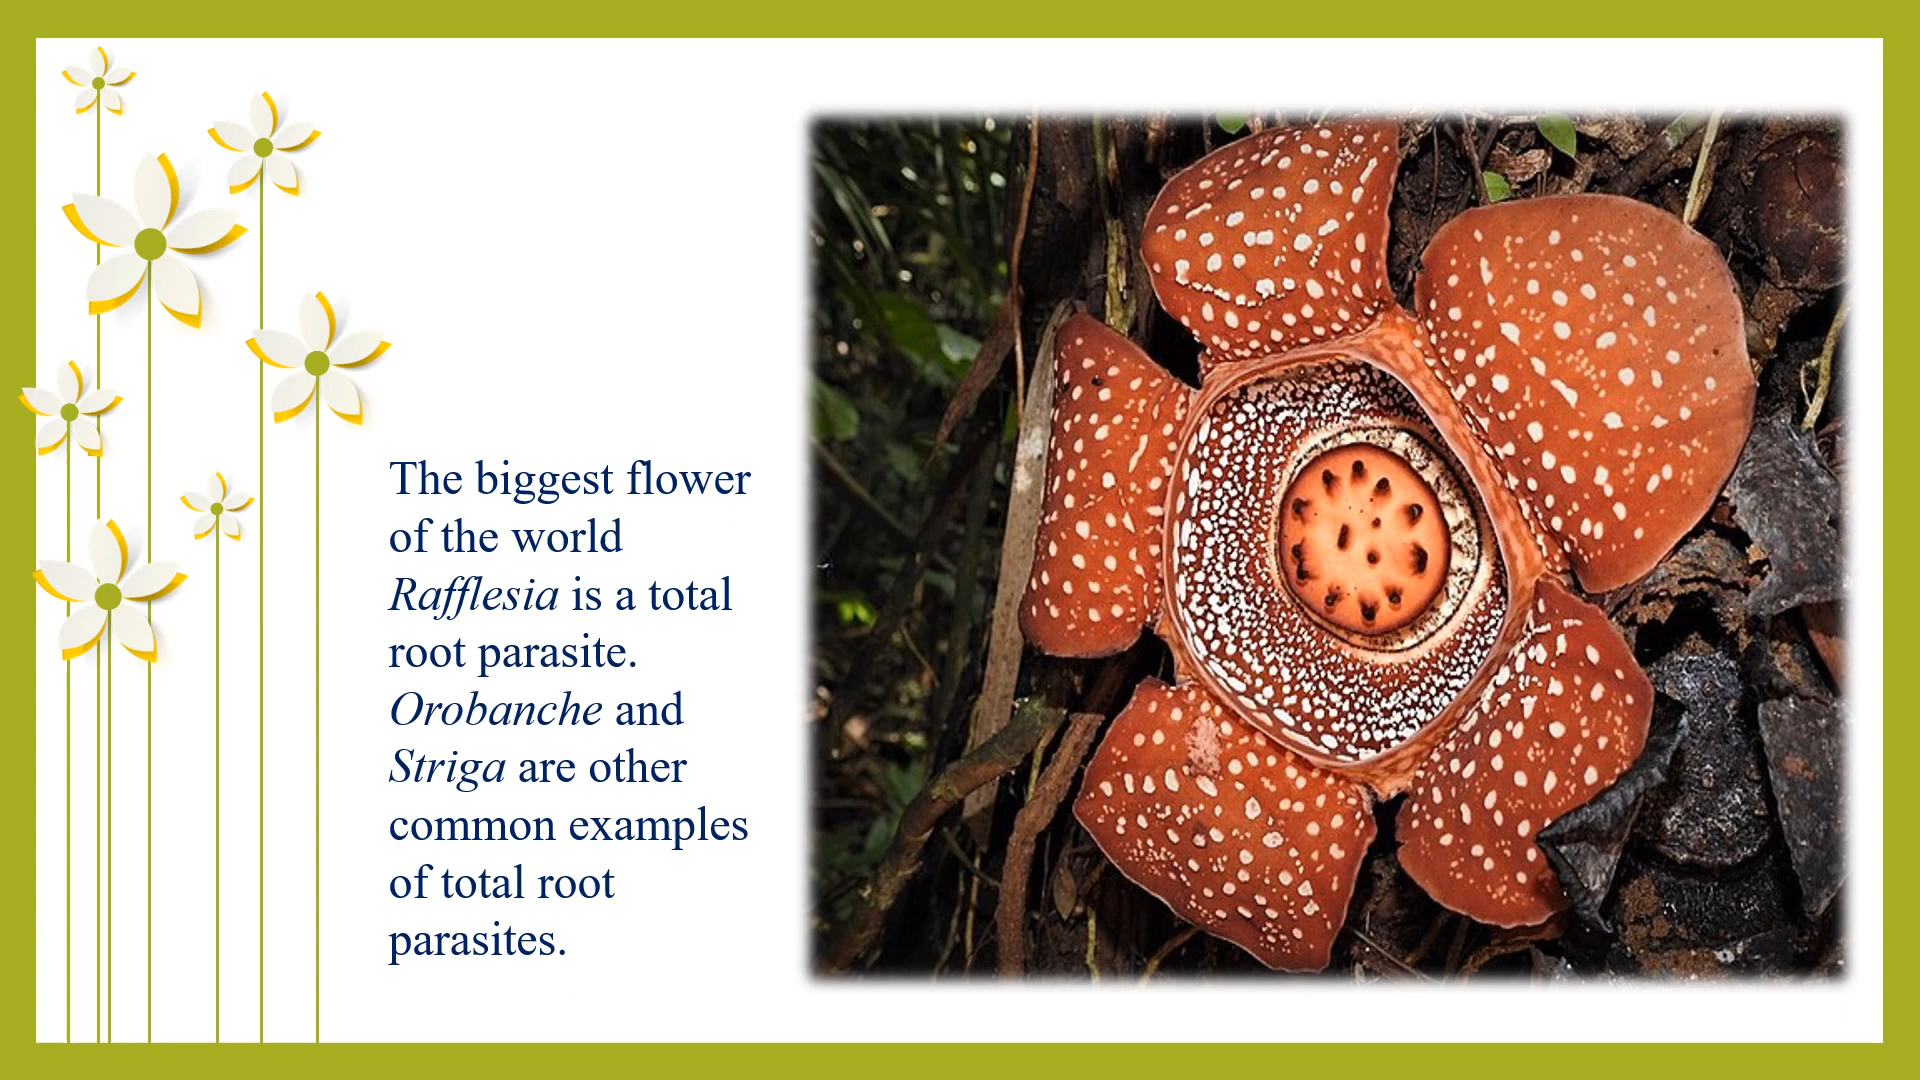 The biggest flower
of the world
Rafflesia is a total
root parasite.
Orobanche and
Striga are other
common examples
of total root
parasites.